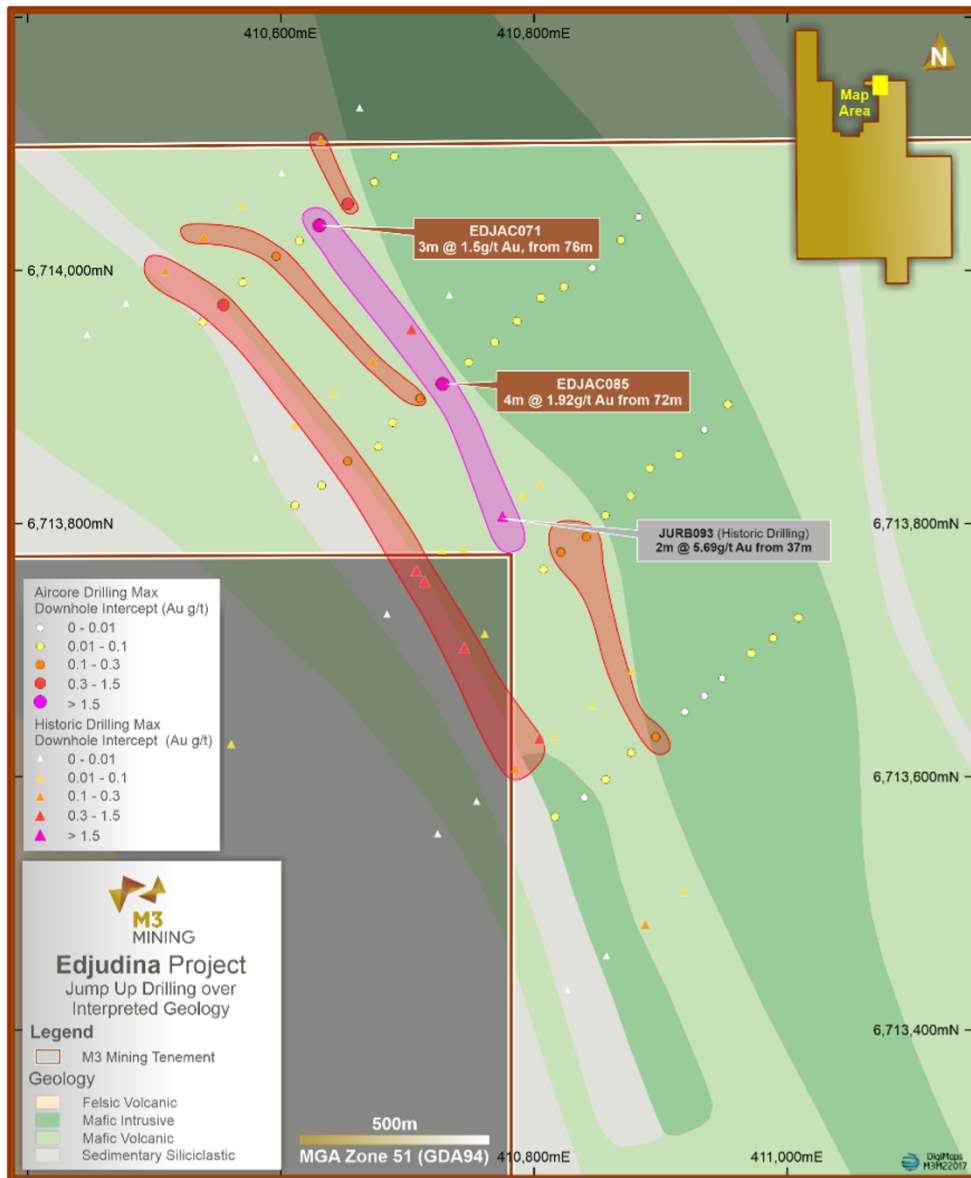 410,600mE
410,800mE
N
Map
Area
EDJAC071
3m @ 1.5g/t Au, from 76m
6,714,000mN
6,714,000mN
EDJAC085
4m @ 1.92g/t Au from 72m
6,713,800mN
6,713,800mN
JURB093 (Historic Drilling)
2m @ 5.69g/t Au from 37m
Aircore Drilling Max
Downhole Intercept (Au g/t)
0 - 0.01
0.01 - 0.1
0.1 - 0.3
0.3 - 1.5
> 1.5
Historic Drilling Max
Downhole Intercept (Au g/t)
0 - 0.01
0.01 - 0.1
0.1 - 0.3
0.3 - 1.5
> 1.5
6,713,600mN
M3
MINING
Edjudina Project
Jump Up Drilling over
Interpreted Geology
Legend
M3 Mining Tenement
Geology
Felsic Volcanic
Mafic Intrusive
Mafic Volcanic
Sedimentary Siliciclastic
6,713,400mN
500m
MGA Zone 51 (GDA94)
410,800mE
411,000mE
DigiMaps
M3M22017